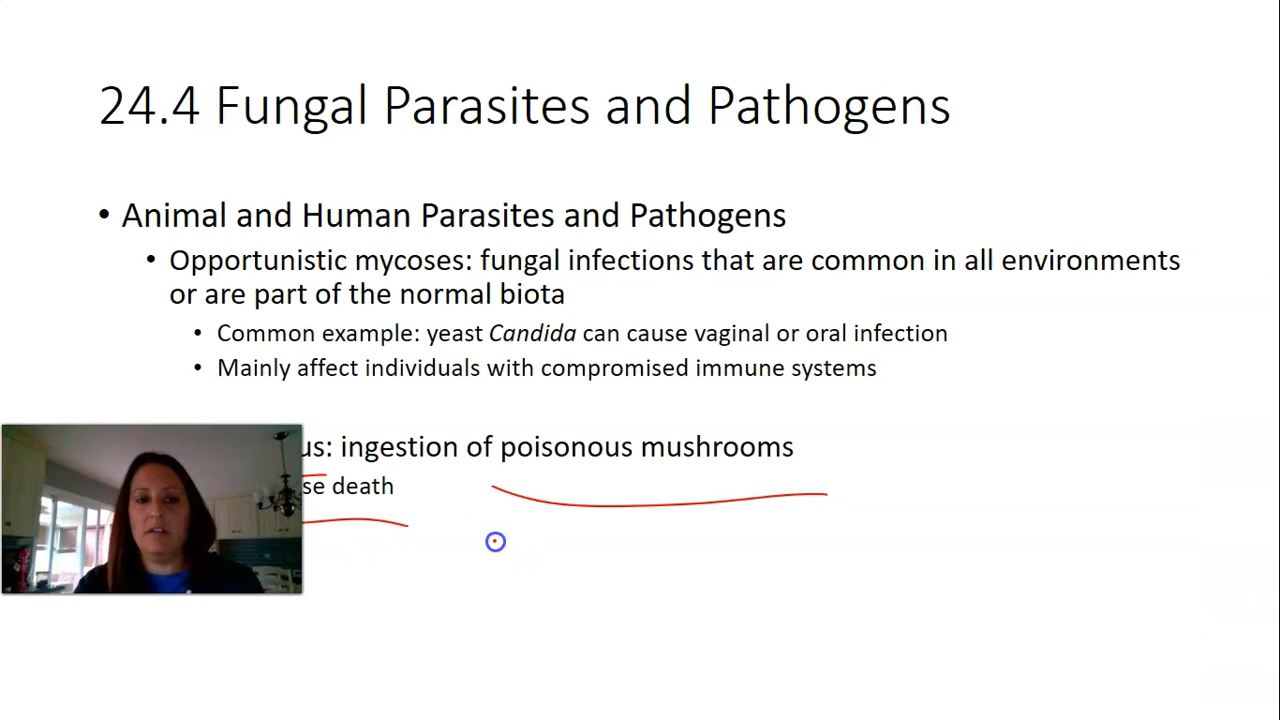 24.4 Fungal Parasites and Pathogens
• Animal and Human Parasites and Pathogens
• Opportunistic mycoses: fungal infections that are common in all environments
or are part of the normal biota
• Common example: yeast Candida can cause vaginal or oral infection
• Mainly affect individuals with compromised immune systems
ingestion of poisonous mushrooms
death